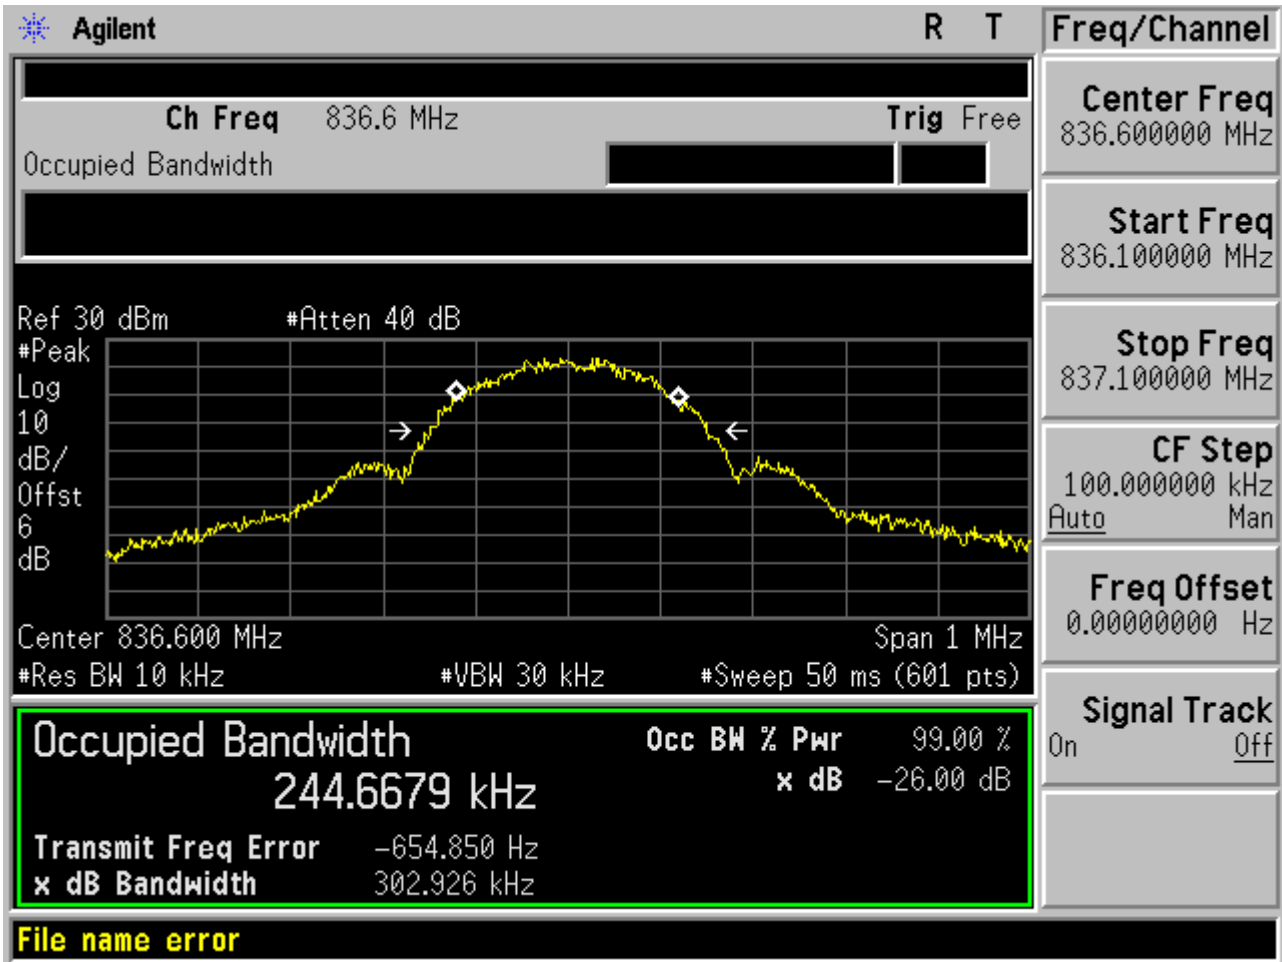 Agilent R T Freq/Channel
Ch Freq 836.6 MHz Trig Free
Occupied Bandwidth
Center Freq
836.600000 MHz
Start Freq
836.100000 MHz
Stop Freq
837.100000 MHz
CF Step
100.000000 kHz
Auto Man
Freq Offset
0.00000000 Hz
Signal Track
On Off
Ref 30 dBm #Atten 40 dB
#Peak
Log
10
dB/
Offst
6
dB
Center 836.600 MHz Span 1 MHz
#Res BW 10 kHz #VBW 30 kHz #Sweep 50 ms (601 pts)
Occupied Bandwidth
244.6679 kHz
Occ BW % Pwr 99.00 %
x dB -26.00 dB
Transmit Freq Error -654.850 Hz
x dB Bandwidth 302.926 kHz
File name error